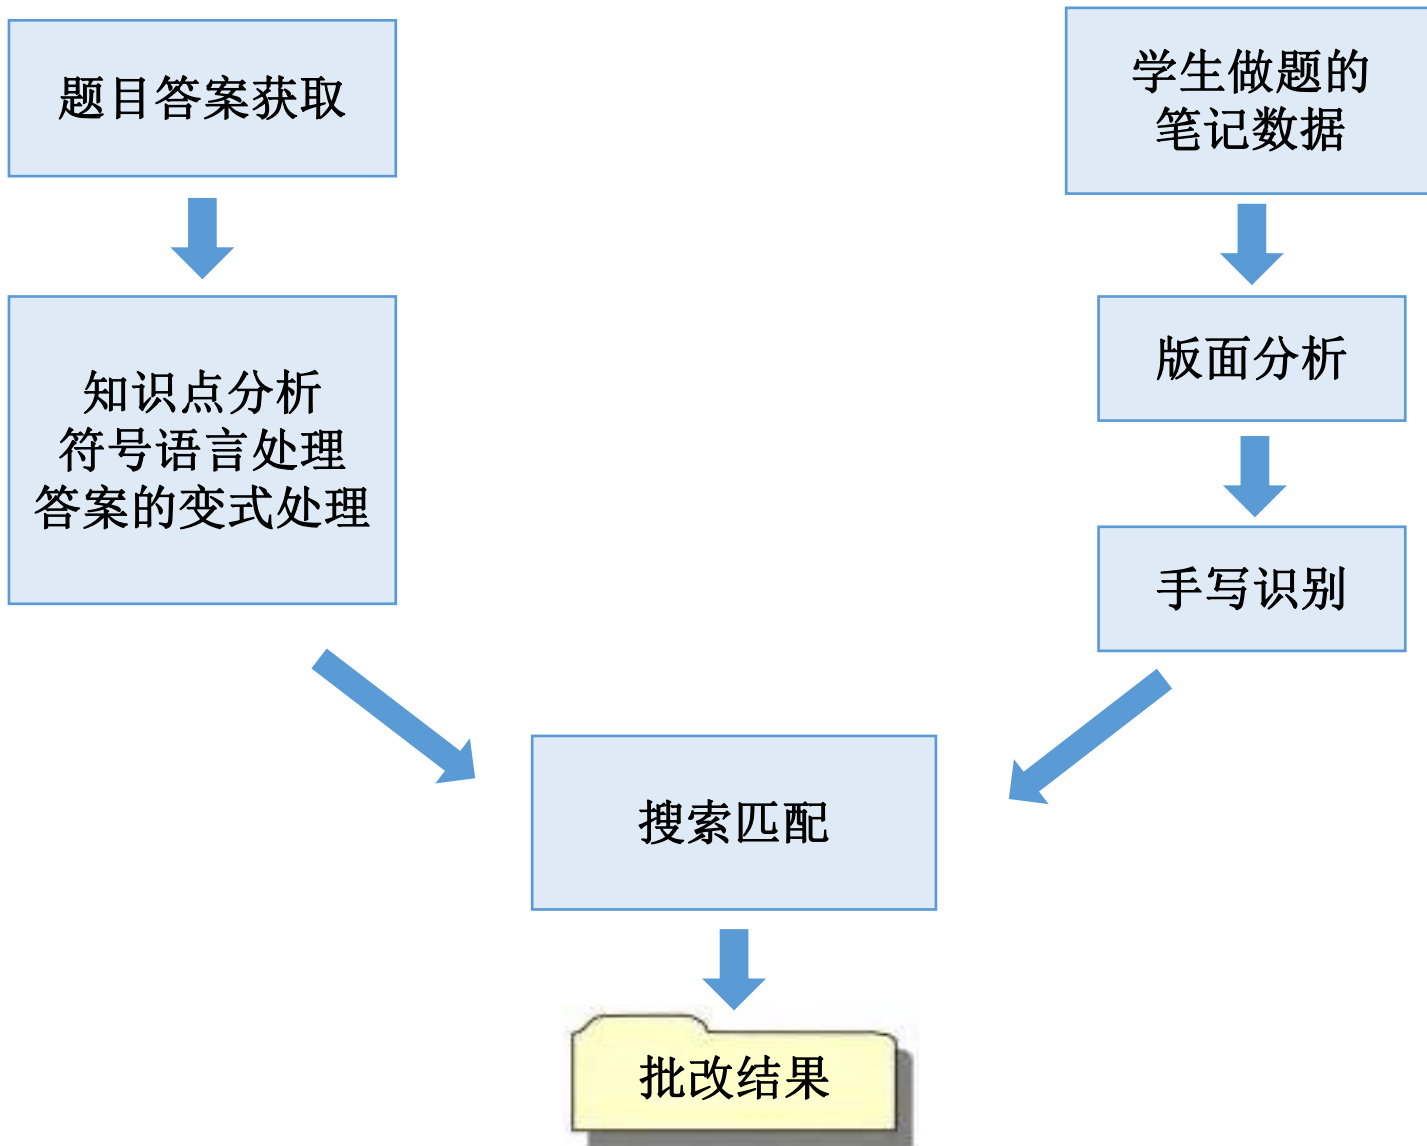 题目答案获取
知识点分析
符号语言处理
答案的变式处理
学生做题的
笔记数据
版面分析
手写识别
搜索匹配
批改结果